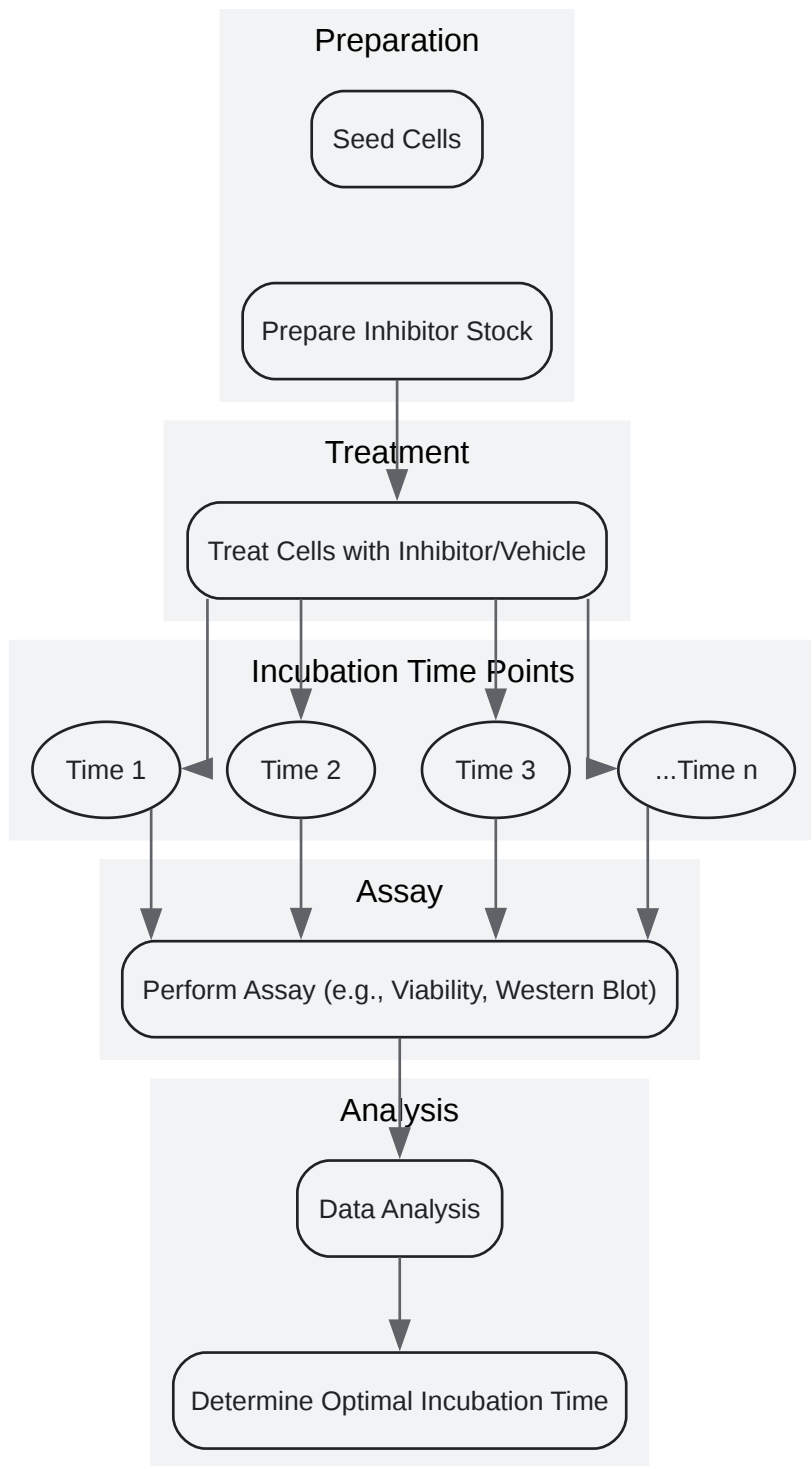 Preparation
Seed Cells
Prepare Inhibitor Stock
Treatment
Treat Cells with Inhibitor/Vehicle
Incubation Time Points
Time 1
Time 2
Time 3
...Time n
Assay
Perform Assay (e.g., Viability, Western Blot)
Analysis
Data Analysis
Determine Optimal Incubation Time